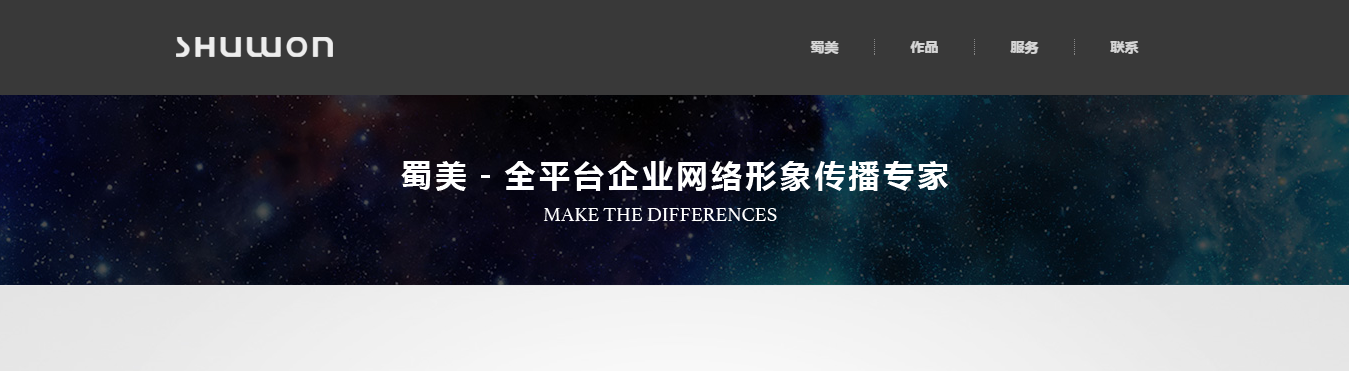 SHUWON
蜀美
作品
服务
联系
蜀美 - 全平台企业网络形象传播专家
MAKE THE DIFFERENCES